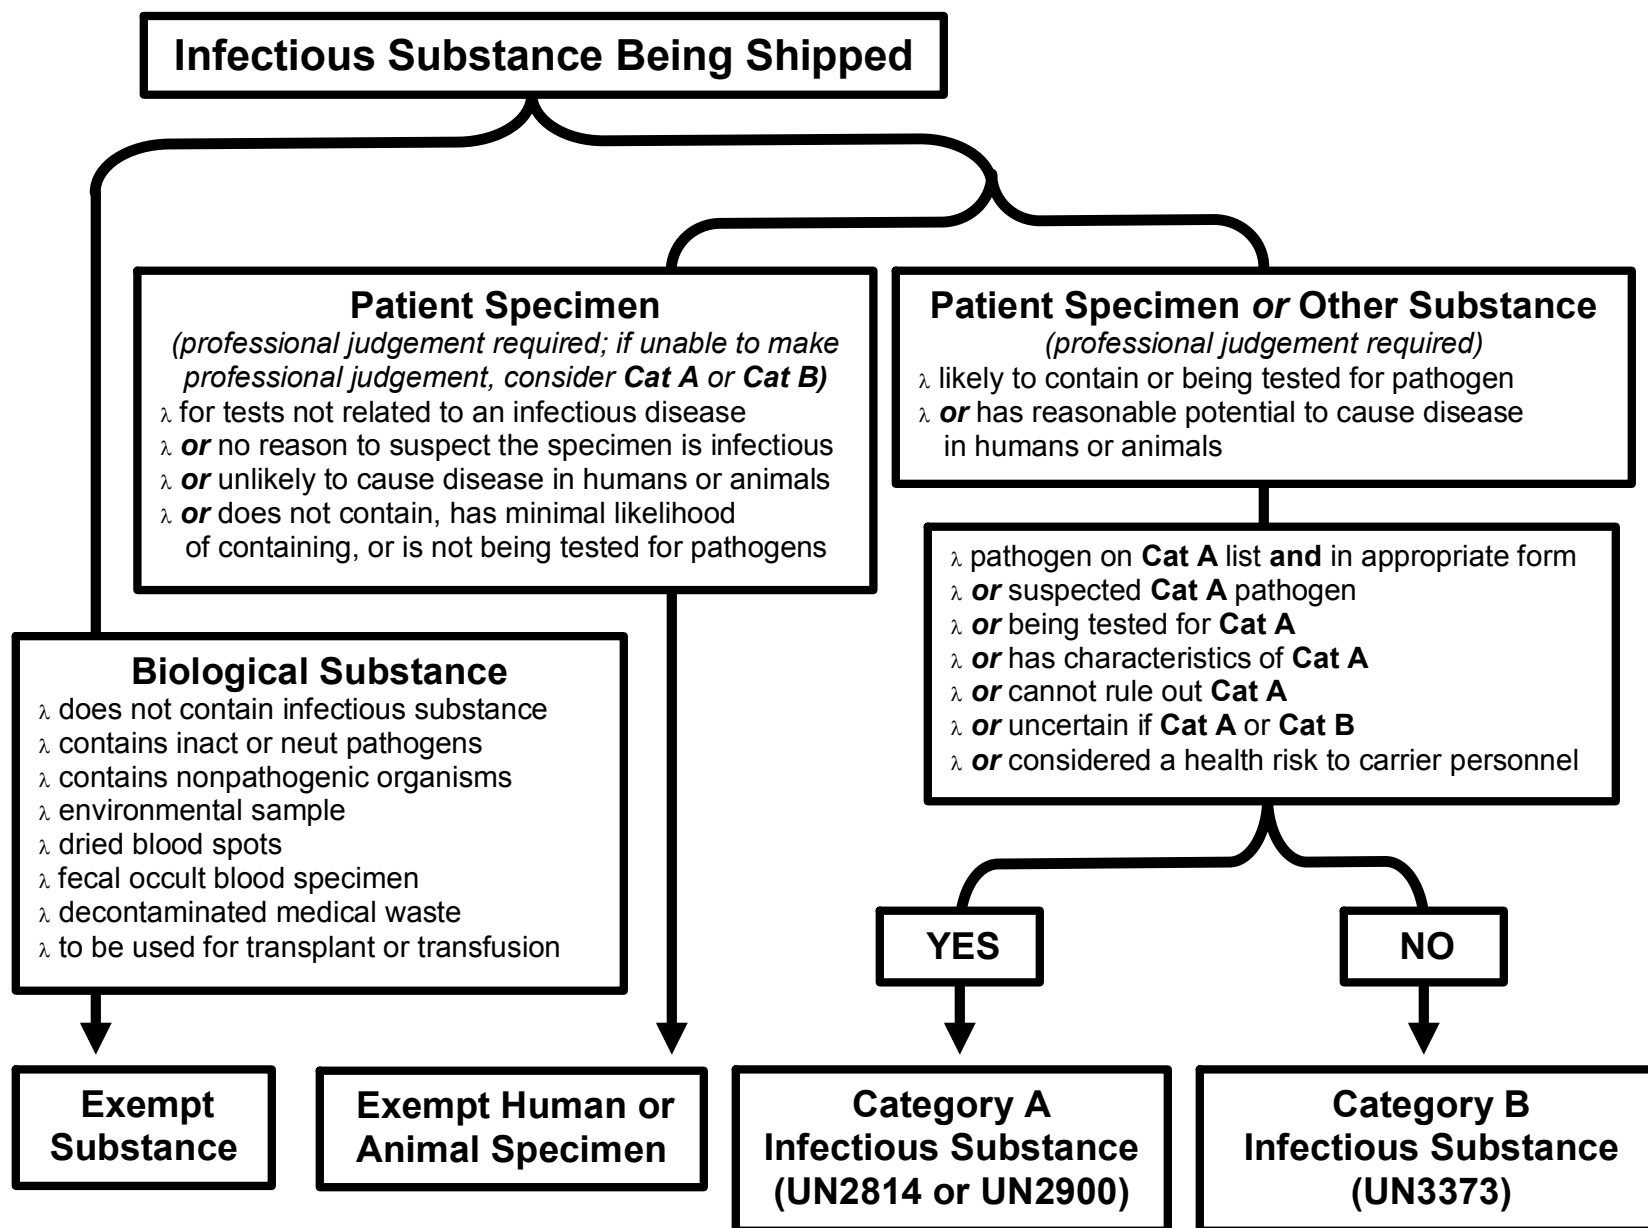 Infectious Substance Being Shipped
Patient Specimen
(professional judgement required; if unable to make
professional judgement, consider Cat A or Cat B)
λ for tests not related to an infectious disease
λ or no reason to suspect the specimen is infectious
λ or unlikely to cause disease in humans or animals
λ or does not contain, has minimal likelihood
of containing, or is not being tested for pathogens
Patient Specimen or Other Substance
(professional judgement required)
λ likely to contain or being tested for pathogen
λ or has reasonable potential to cause disease
in humans or animals
λ pathogen on Cat A list and in appropriate form
λ or suspected Cat A pathogen
λ or being tested for Cat A
λ or has characteristics of Cat A
λ or cannot rule out Cat A
λ or uncertain if Cat A or Cat B
λ or considered a health risk to carrier personnel
Biological Substance
λ does not contain infectious substance
λ contains inact or neut pathogens
λ contains nonpathogenic organisms
λ environmental sample
λ dried blood spots
λ fecal occult blood specimen
λ decontaminated medical waste
λ to be used for transplant or transfusion
YES
NO
Exempt
Substance
Exempt Human or
Animal Specimen
Category A
Infectious Substance
(UN2814 or UN2900)
Category B
Infectious Substance
(UN3373)